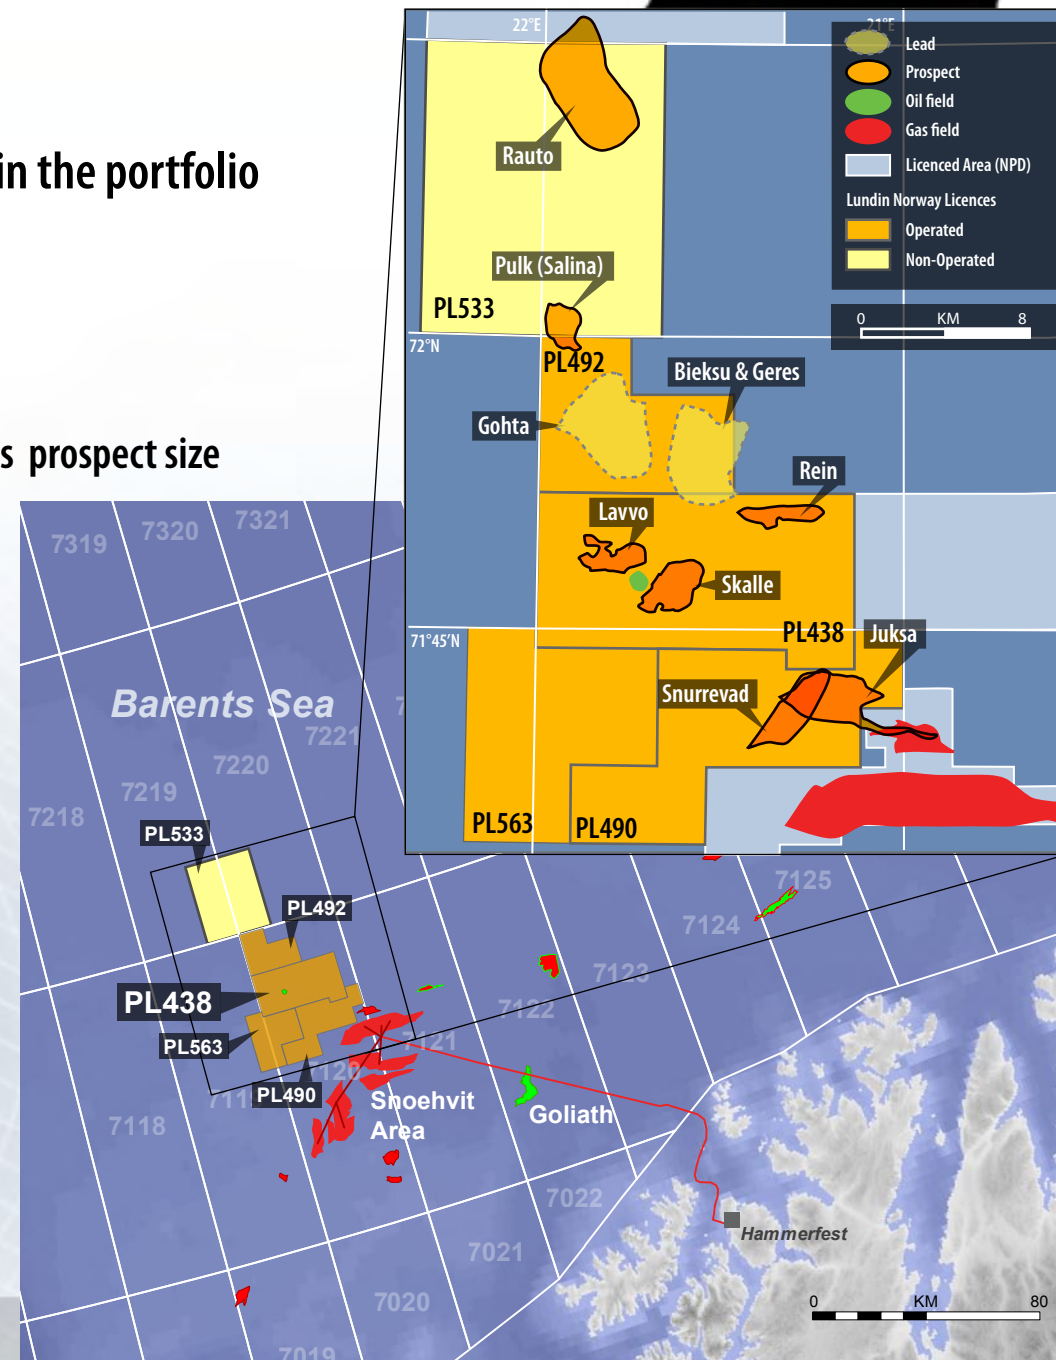 in the portfolio
s prospect size
22°E
21°E
Lead
Prospect
Oil field
Gas field
Licenced Area (NPD)
Lundin Norway Licences
Operated
Non-Operated
0 KM 8
Rauto
Pulk (Salina)
PL533
72°N
PL492
Bieksu & Geres
Gohta
Rein
Lavvo
Skalle
71°45'N
PL438
Juksa
Snurrevad
PL563
PL490
7319
7320
7321
Barents Sea
7221
7220
7219
7218
PL533
PL492
PL438
PL563
PL490
7125
7124
7123
7122
7121
7120
7118
Snoehvit
Area
Goliath
7022
7021
7020
7019
Hammerfest
0 KM 80